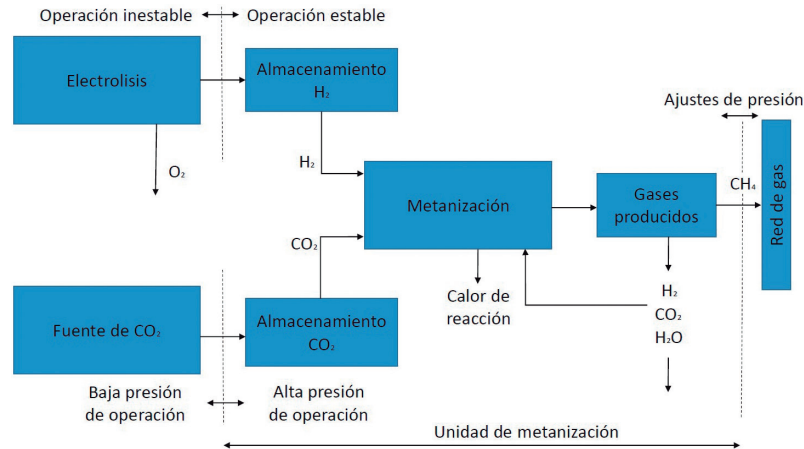 Operación inestable
Operación estable
Electrolisis
Almacenamiento
H₂
Ajustes de presión
O₂
H₂
Metanización
Gases
producidos
CH₄
Red de gas
CO₂
Calor de
reacción
H₂
CO₂
H₂O
Fuente de CO₂
Almacenamiento
CO₂
Baja presión
de operación
Alta presión
de operación
Unidad de metanización